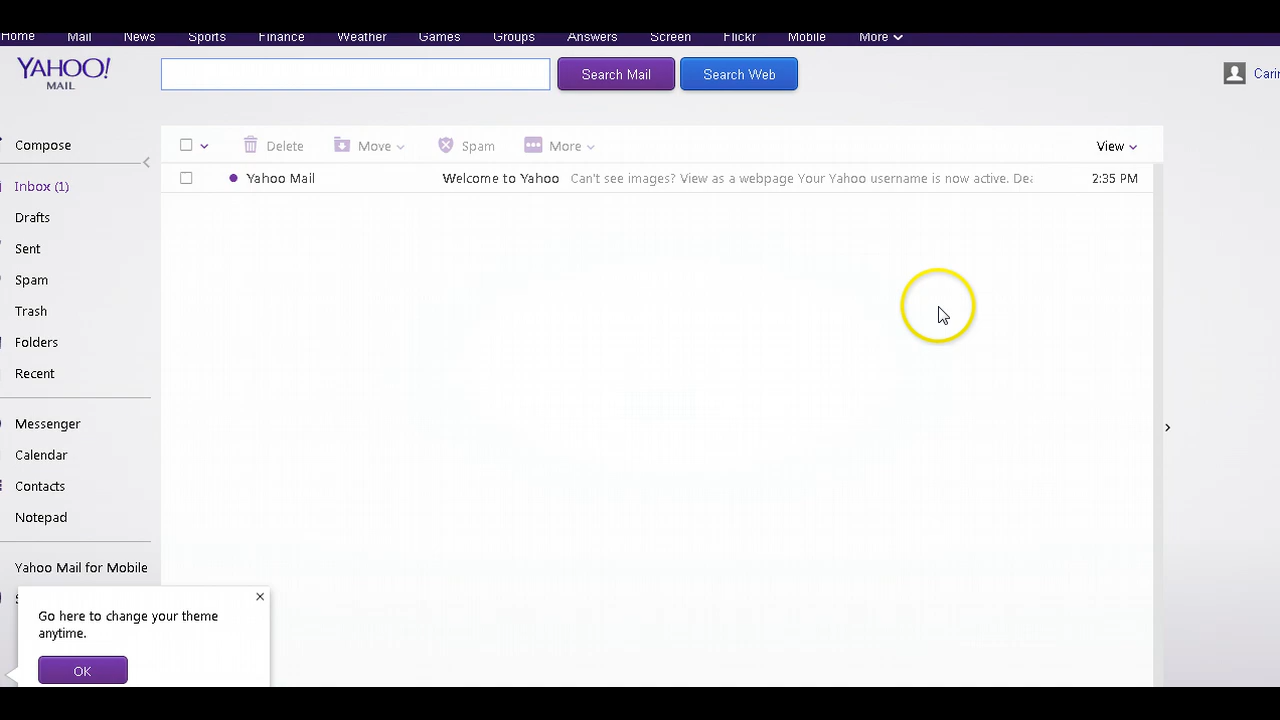 Home Mail News Sports Finance Weather Games Groups Answers Screen Flickr Mobile More
YAHOO!
MAIL
Search Mail Search Web
Compose
Delete Move Spam More View
Yahoo Mail Welcome to Yahoo Can't see images? View as a webpage Your Yahoo username is now active. 2:35 PM
Inbox (1)
Drafts
Sent
Spam
Trash
Folders
Recent
Messenger
Calendar
Contacts
Notepad
Yahoo Mail for Mobile
Go here to change your theme
anytime.
OK